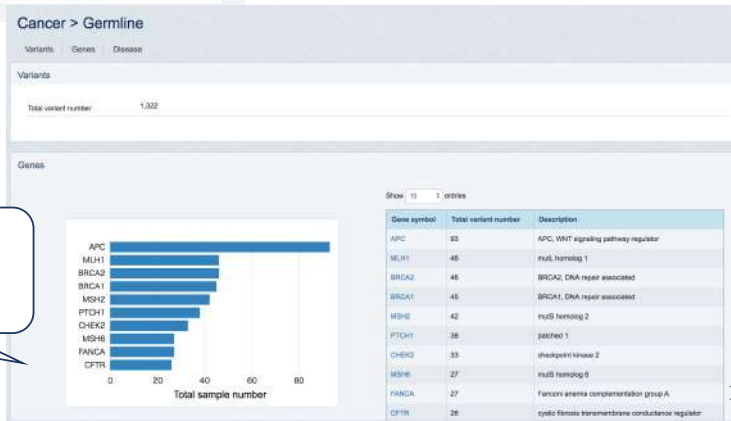 Cancer > Germline
Variants Genes Disease
Variants
Total variant number 1,322
Genes
Show 10 entries
APC
MLH1
BRCA2
BRCA1
MSH2
PTCH1
CHEK2
MSH6
FANCA
CFTR
0 20 40 60 80
Total sample number
Gene symbol Total variant number Description
APC 93 APC, WNT signaling pathway regulator
MLH1 46 mutL homolog 1
BRCA2 46 BRCA2, DNA repair associated
BRCA1 45 BRCA1, DNA repair associated
MSH2 42 mutS homolog 2
PTCH1 38 patched 1
CHEK2 33 checkpoint kinase 2
MSH6 27 mutS homolog 6
FANCA 27 Fanconi anemia complementation group A
CFTR 26 cystic fibrosis transmembrane conductance regulator